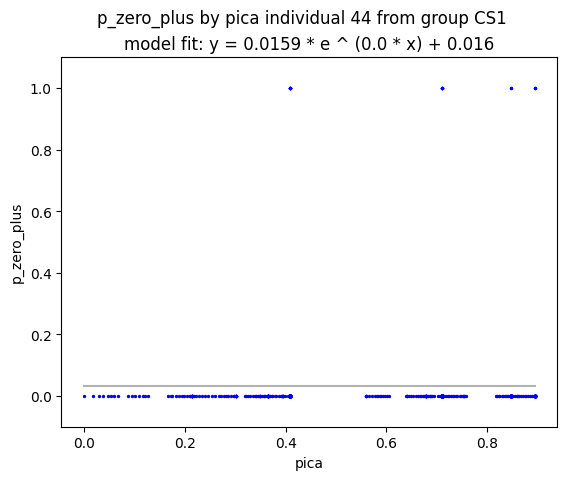 p_zero_plus by pica individual 44 from group CS1
model fit: y = 0.0159 * e ^ (0.0 * x) + 0.016
1.0
0.8
0.6
0.4
0.2
0.0
p_zero_plus
0.0 0.2 0.4 0.6 0.8
pica